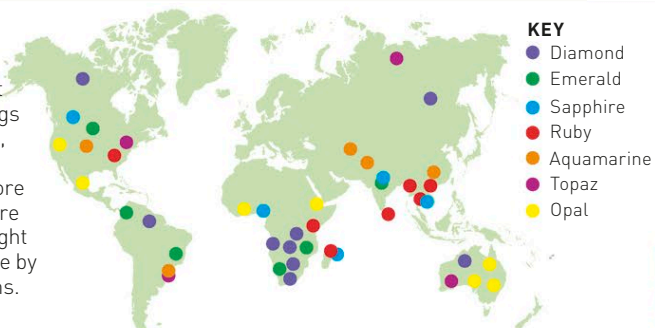 gs
,
ore
re
ght
e by
ns.
KEY
Diamond
Emerald
Sapphire
Ruby
Aquamarine
Topaz
Opal